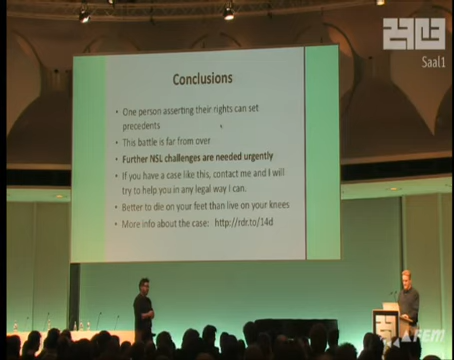 Saal1
Conclusions
• One person asserting their rights can set
precedents
• This battle is far from over
• Further NSL challenges are needed urgently
• If you have a case like this, contact me and I will
try to help you in any legal way I can.
• Better to die on your feet than live on your knees
• More info about the case: http://rdr.to/14d
FEM